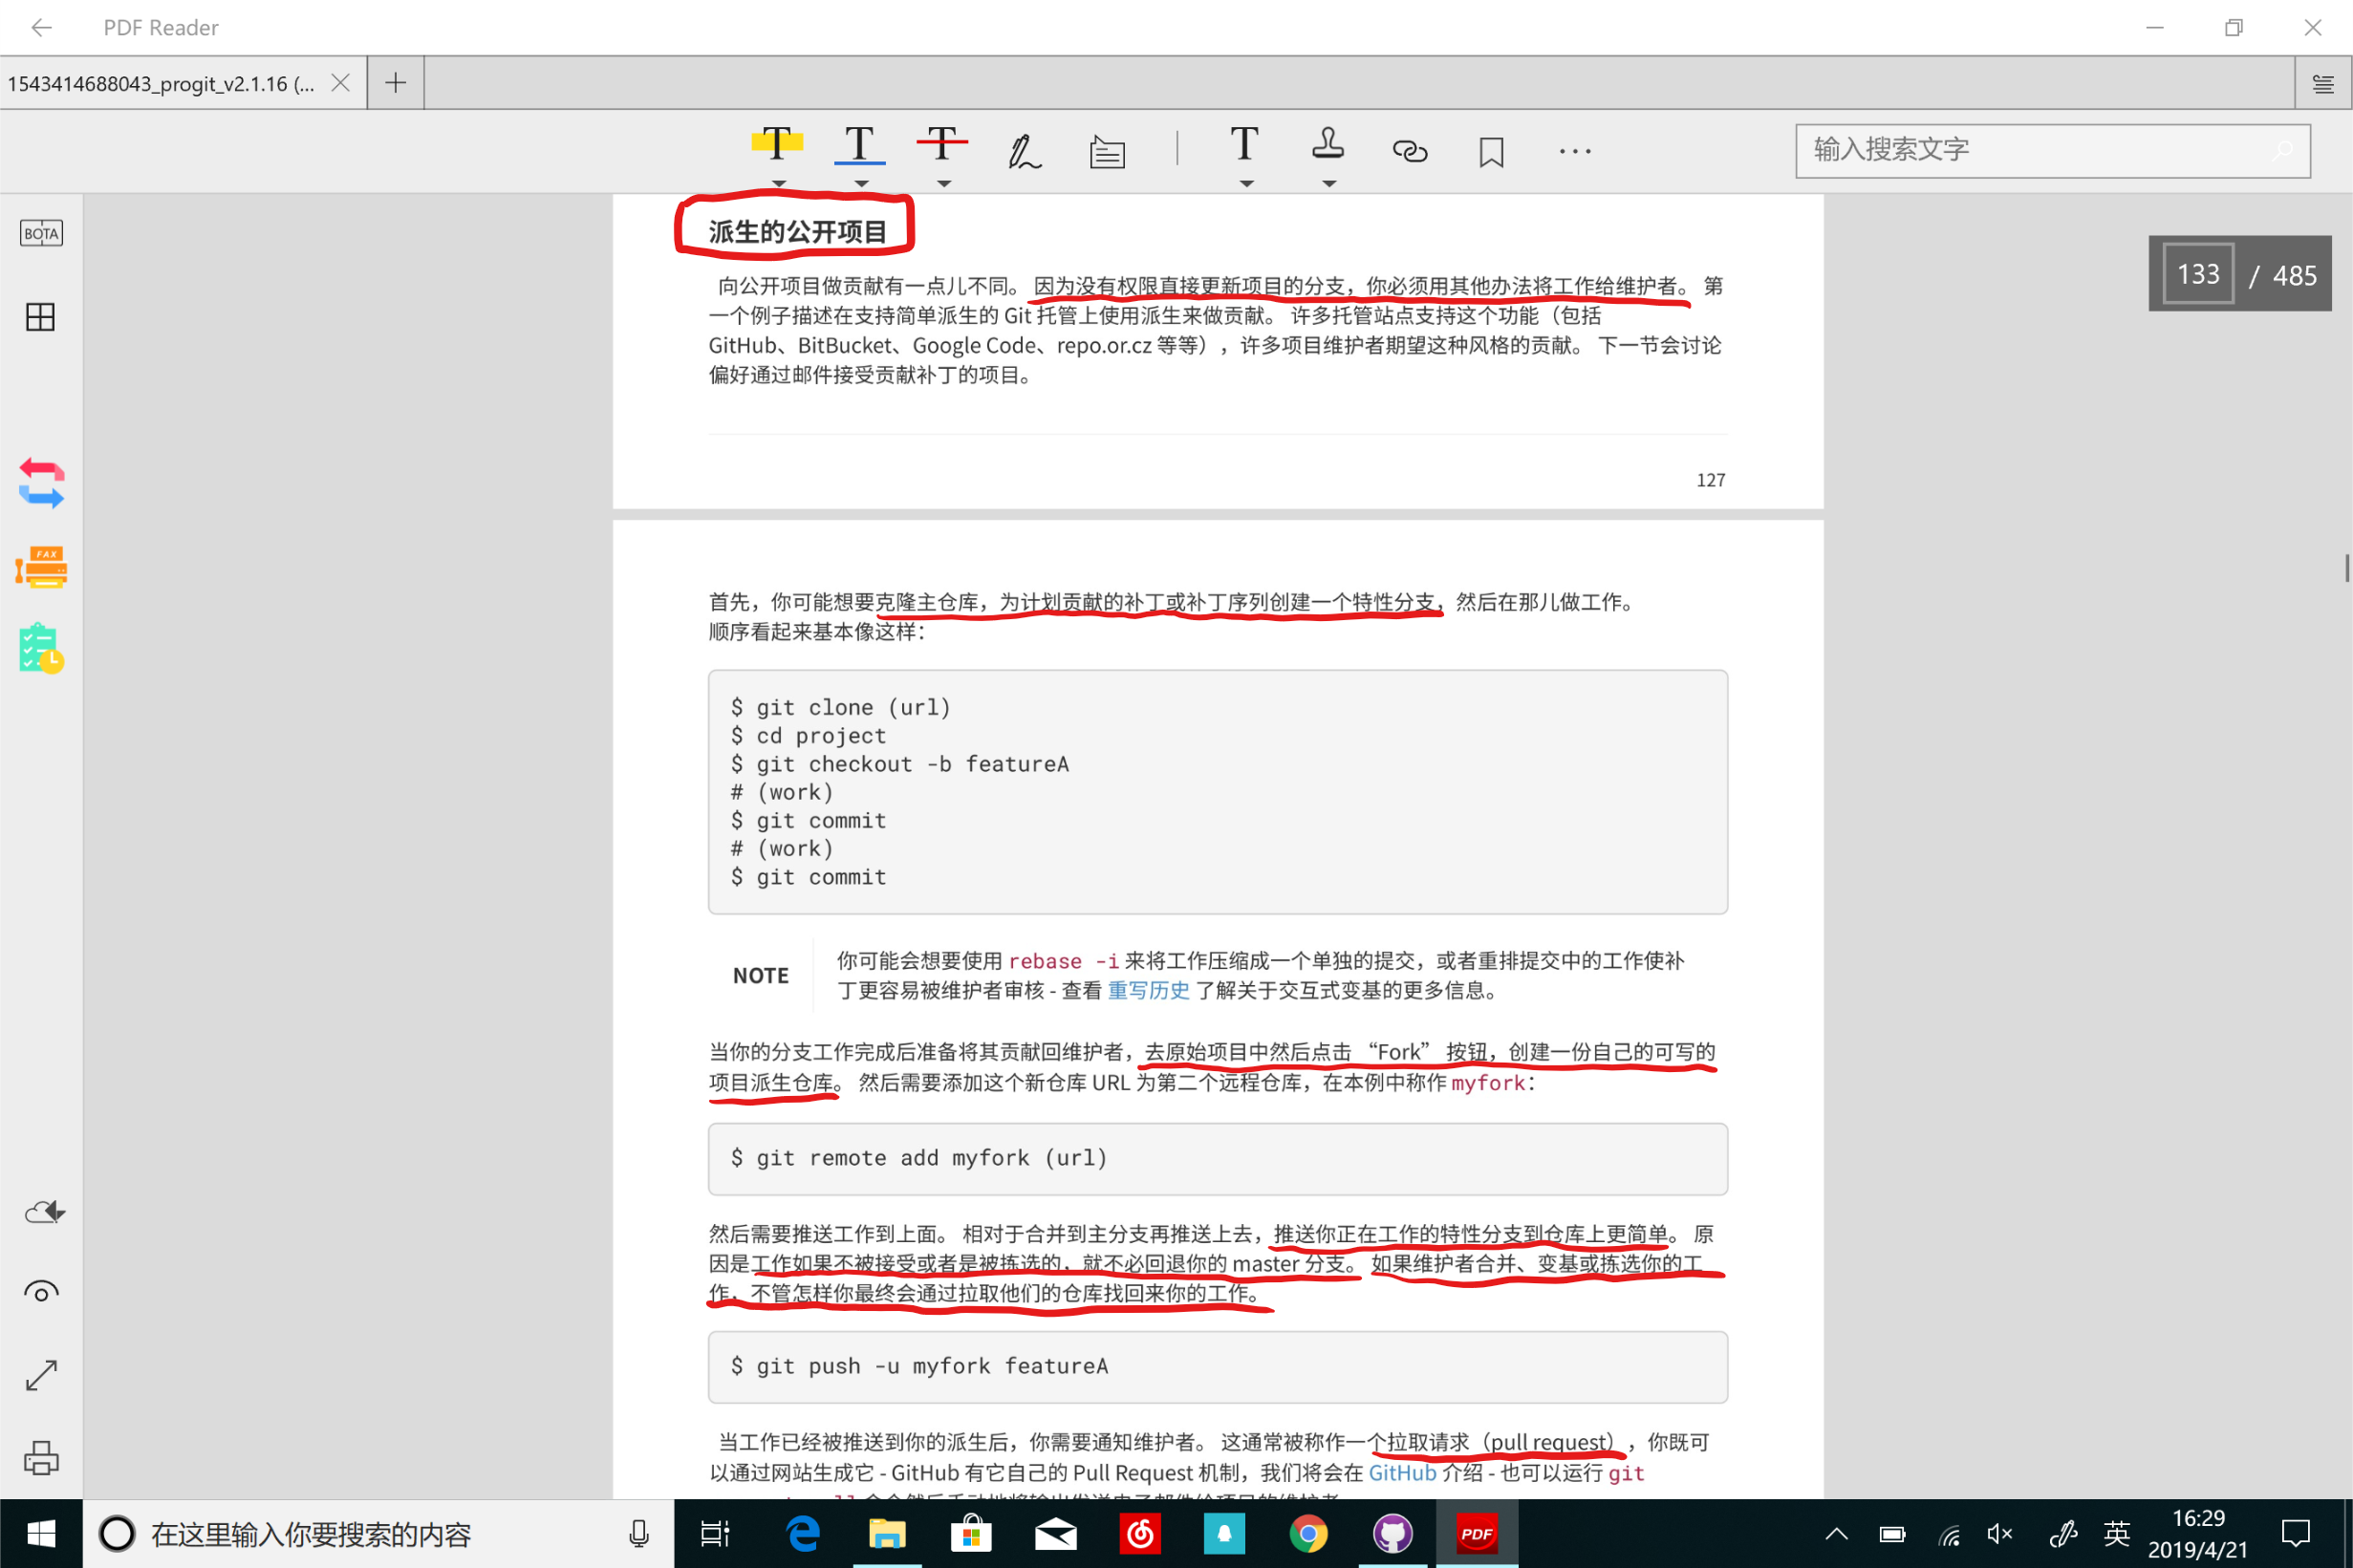 PDF Reader
1543414688043_progit_v2.1.16 (...
输入搜索文字
BOTA
FAX
133 / 485
派生的公开项目
向公开项目做贡献有一点儿不同。 因为没有权限直接更新项目的分支，你必须用其他办法将工作给维护者。 第
一个例子描述在支持简单派生的 Git 托管上使用派生来做贡献。 许多托管站点支持这个功能（包括
GitHub、BitBucket、Google Code、repo.or.cz 等等），许多项目维护者期望这种风格的贡献。 下一节会讨论
偏好通过邮件接受贡献补丁的项目。
127
首先，你可能想要克隆主仓库，为计划贡献的补丁或补丁序列创建一个特性分支，然后在那儿做工作。
顺序看起来基本像这样：
$ git clone (url)
$ cd project
$ git checkout -b featureA
# (work)
$ git commit
# (work)
$ git commit
NOTE
你可能会想要使用 rebase -i 来将工作压缩成一个单独的提交，或者重排提交中的工作使补
丁更容易被维护者审核 - 查看 重写历史 了解关于交互式变基的更多信息。
当你的分支工作完成后准备将其贡献回维护者，去原始项目中然后点击 “Fork” 按钮，创建一份自己的可写的
项目派生仓库。 然后需要添加这个新仓库 URL 为第二个远程仓库，在本例中称作 myfork：
$ git remote add myfork (url)
然后需要推送工作到上面。 相对于合并到主分支再推送上去，推送你正在工作的特性分支到仓库上更简单。 原
因是工作如果不被接受或者是被拣选的，就不必回退你的 master 分支。 如果维护者合并、变基或拣选你的工
作，不管怎样你最终会通过拉取他们的仓库找回来你的工作。
$ git push -u myfork featureA
当工作已经被推送到你的派生后，你需要通知维护者。 这通常被称作一个拉取请求（pull request），你既可
以通过网站生成它 - GitHub 有它自己的 Pull Request 机制，我们将会在 GitHub 介绍 - 也可以运行 git
在这里输入你要搜索的内容
PDF
英
16:29
2019/4/21